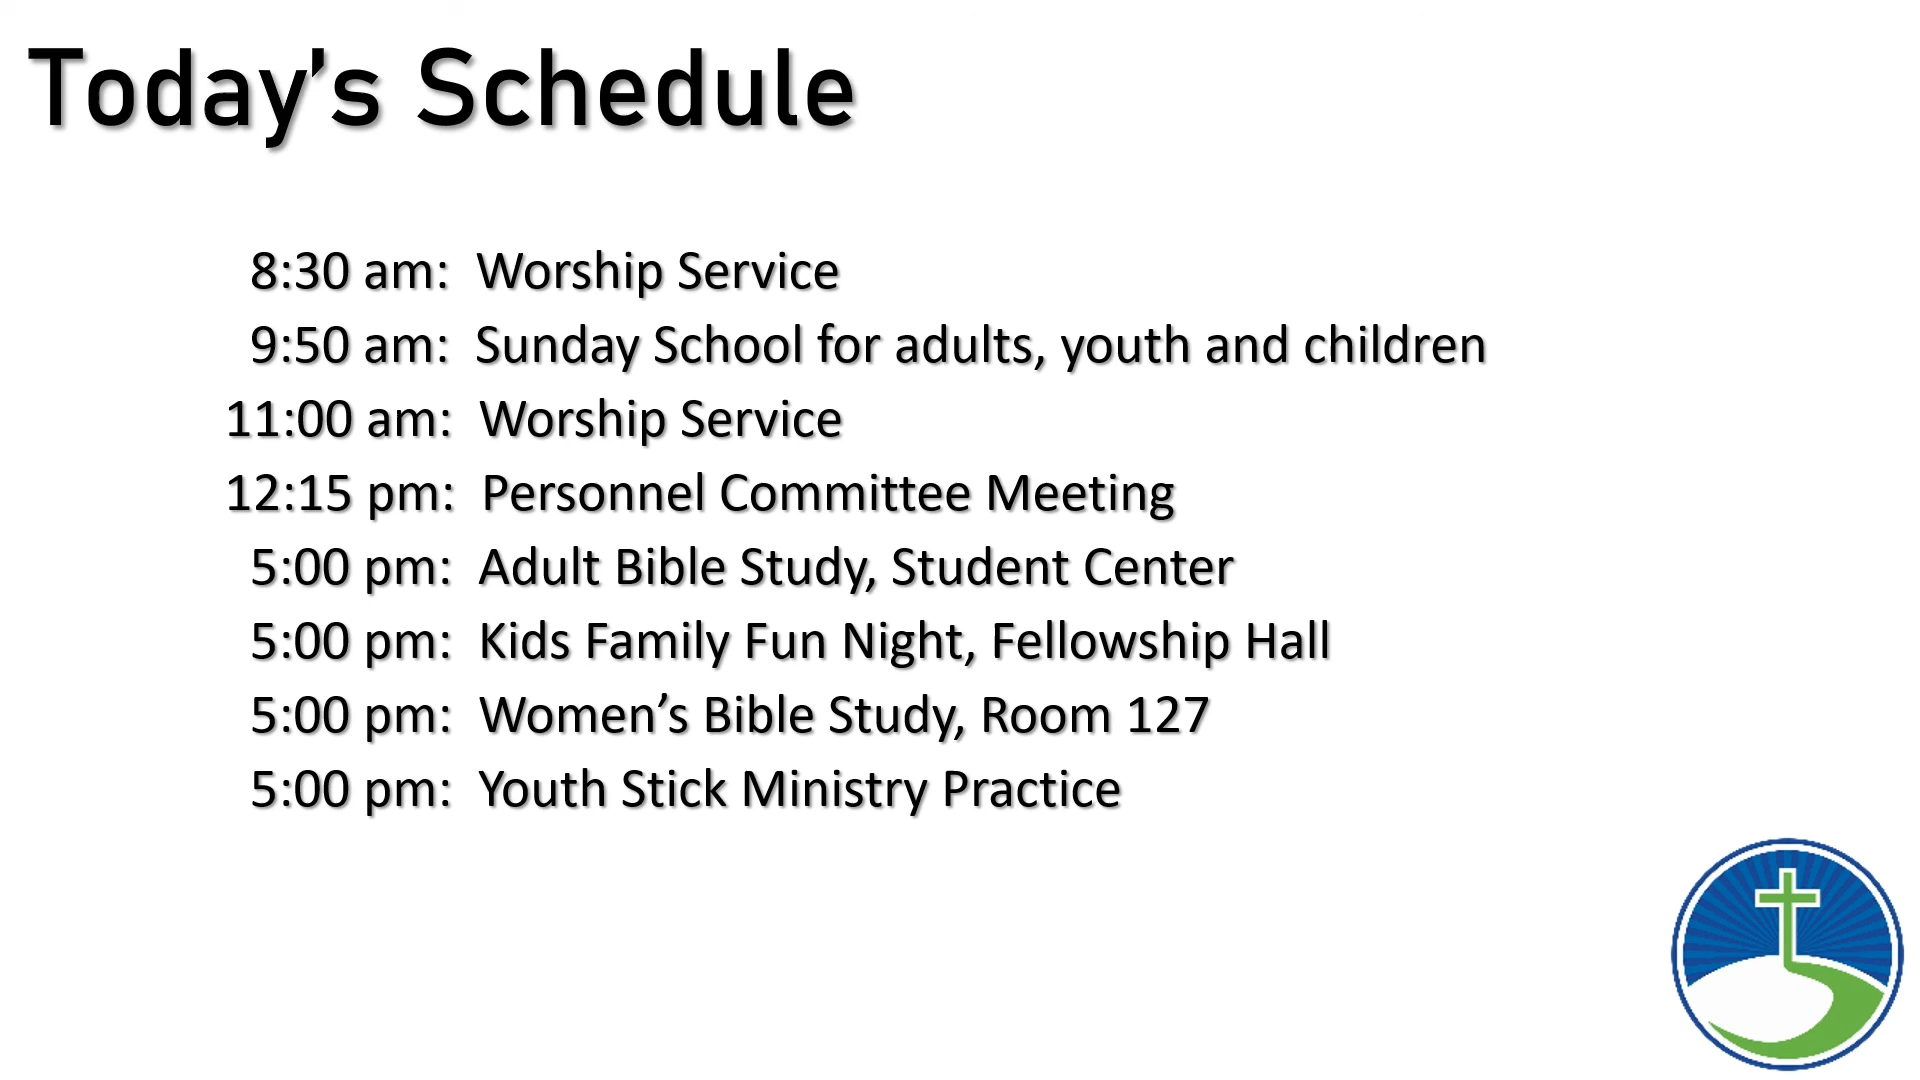 Today’s Schedule
8:30 am: Worship Service
9:50 am: Sunday School for adults, youth and children
11:00 am: Worship Service
12:15 pm: Personnel Committee Meeting
5:00 pm: Adult Bible Study, Student Center
5:00 pm: Kids Family Fun Night, Fellowship Hall
5:00 pm: Women’s Bible Study, Room 127
5:00 pm: Youth Stick Ministry Practice